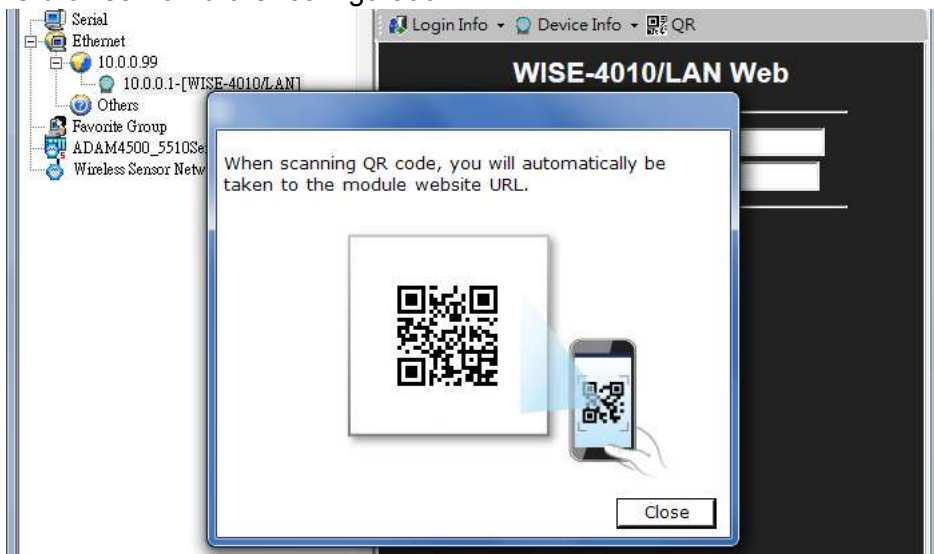 Serial
Ethernet
10.0.0.99
10.0.0.1-[WISE-4010/LAN]
Others
Favorite Group
ADAM4500_5510Se
Wireless Sensor Netw
Login Info
Device Info
QR
WISE-4010/LAN Web
When scanning QR code, you will automatically be
taken to the module website URL.
Close